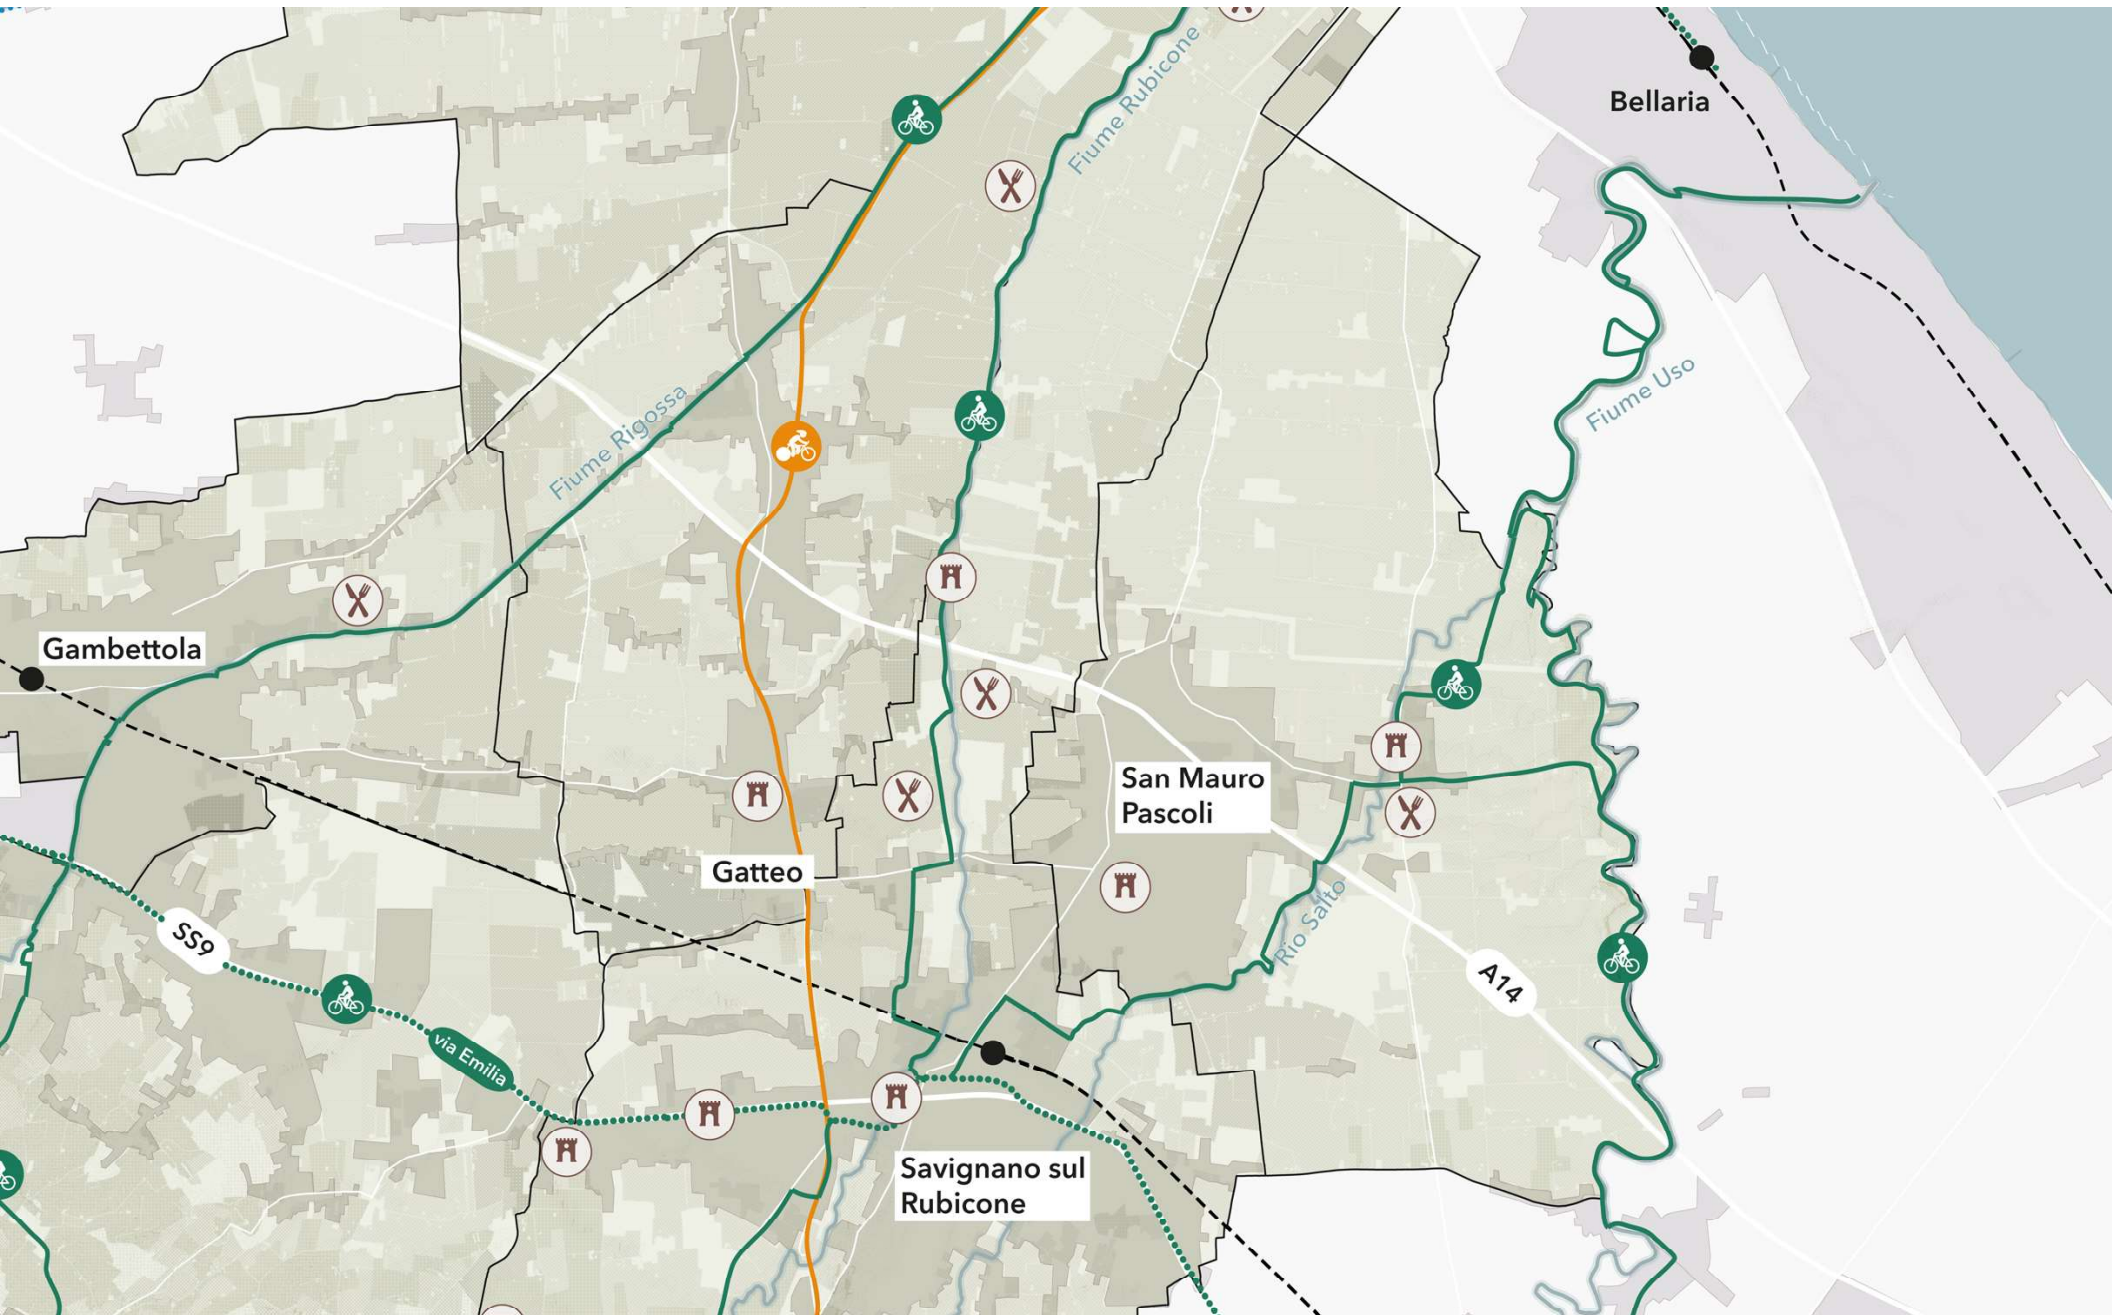 Fiume Rubicone
Bellaria
Fiume Rigossa
Fiume Uso
Gambettola
San Mauro
Pascoli
Gatteo
Rio Salto
SS9
A14
via Emilia
Savignano sul
Rubicone